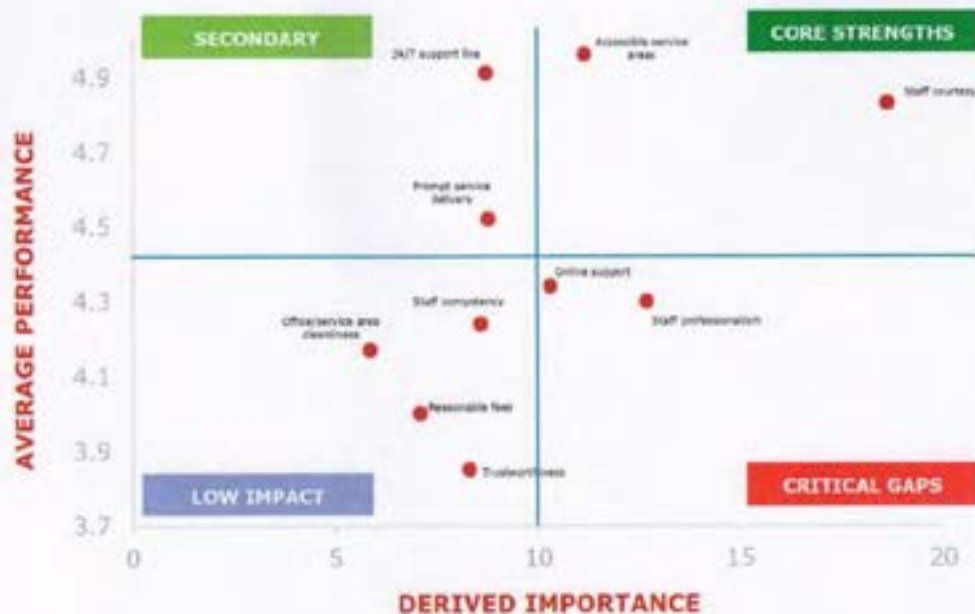 SECONDARY
CORE STRENGTHS
24/7 support line
Accessible service
areas
Staff courtesy
4.9
4.7
Prompt service
delivery
4.5
Online support
4.3
Staff competency
Staff professionalism
Office/service area
cleanliness
4.1
Reasonable fees
3.9
Trustworthiness
LOW IMPACT
CRITICAL GAPS
3.7
0
5
10
15
20
AVERAGE PERFORMANCE
DERIVED IMPORTANCE